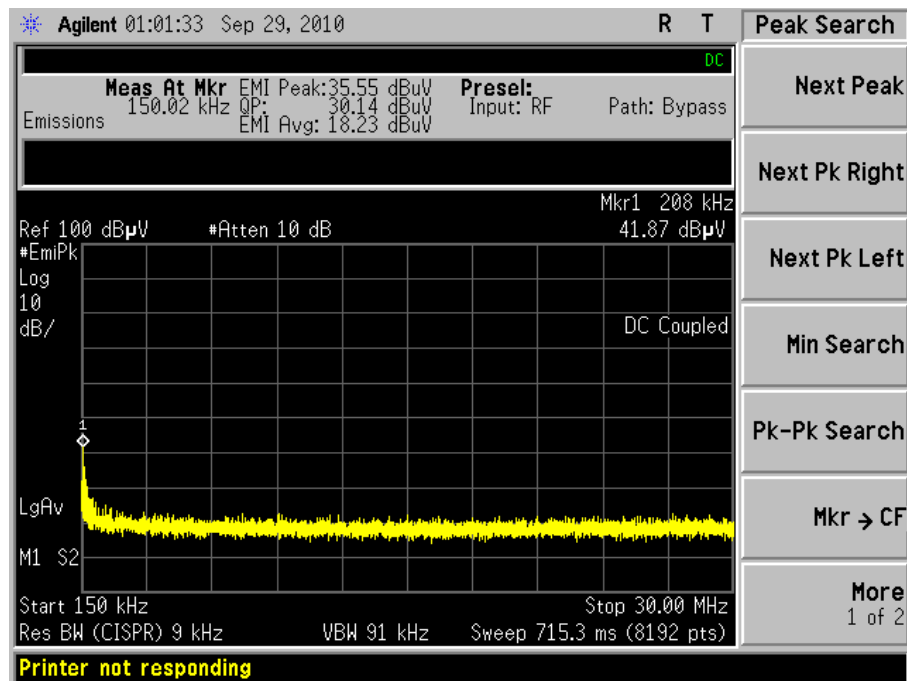 Agilent 01:01:33 Sep 29, 2010 R T
Peak Search
DC
Meas At Mkr EMI Peak:35.55 dBuV Presel:
150.02 kHz QP: 30.14 dBuV Input: RF Path: Bypass
Emissions EMI Avg: 18.23 dBuV
Mkr1 208 kHz
Ref 100 dBµV #Atten 10 dB 41.87 dBµV
#EmiPk
Log
10
dB/
DC Coupled
1
LgAv
M1 S2
Start 150 kHz Stop 30.00 MHz
Res BW (CISPR) 9 kHz VBW 91 kHz Sweep 715.3 ms (8192 pts)
Printer not responding
Next Peak
Next Pk Right
Next Pk Left
Min Search
Pk-Pk Search
Mkr → CF
More
1 of 2